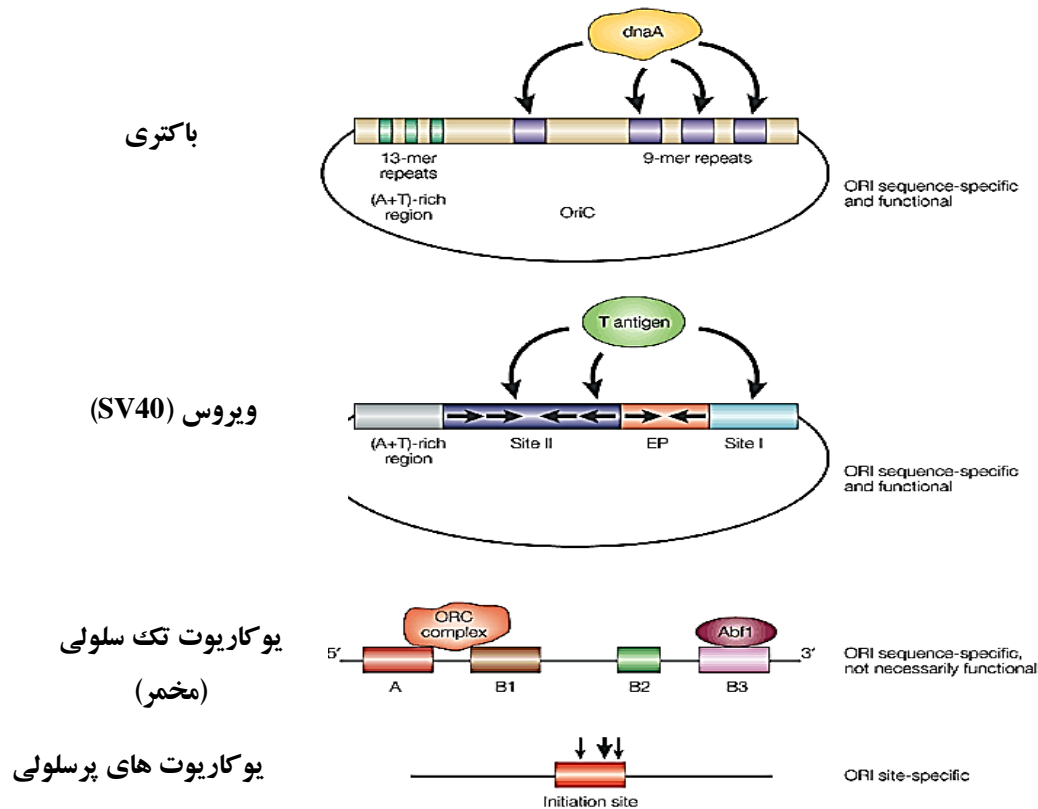 dnaA
باکتری
13-mer
repeats
9-mer repeats
(A+T)-rich
region
OriC
ORI sequence-specific
and functional
T antigen
ویروس (SV40)
(A+T)-rich
region
Site II
EP
Site I
ORI sequence-specific
and functional
یوکاریوت تک سلولی
(مخمر)
ORC
complex
Abf1
5′
3′
A
B1
B2
B3
ORI sequence-specific,
not necessarily functional
یوکاریوت های پرسلولی
Initiation site
ORI site-specific